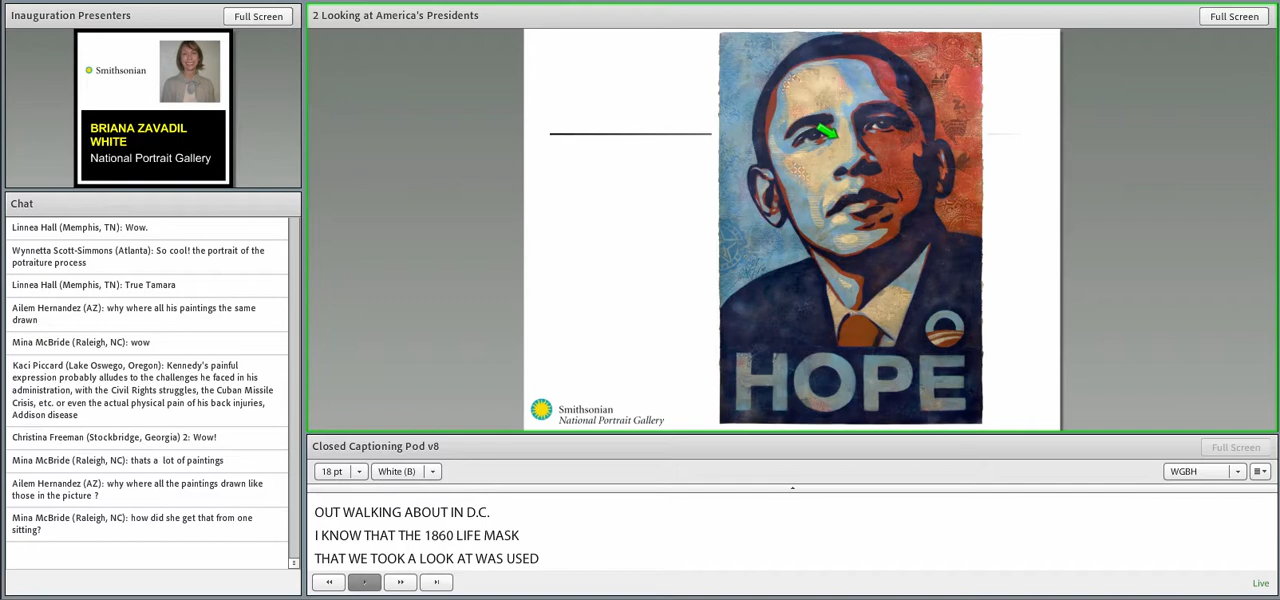 Inauguration Presenters
Full Screen
Smithsonian
BRIANA ZAVADIL
WHITE
National Portrait Gallery
Chat
Linnea Hall (Memphis, TN): Wow.
Wynnetta Scott-Simmons (Atlanta): So cool! the portrait of the
potraiture process
Linnea Hall (Memphis, TN): True Tamara
Ailem Hernandez (AZ): why where all his paintings the same
drawn
Mina McBride (Raleigh, NC): wow
Kaci Piccard (Lake Oswego, Oregon): Kennedy's painful
expression probably alludes to the challenges he faced in his
administration, with the Civil Rights struggles, the Cuban Missile
Crisis, etc. or even the actual physical pain of his back injuries,
Addison disease
Christina Freeman (Stockbridge, Georgia) 2: Wow!
Mina McBride (Raleigh, NC): thats a  lot of paintings
Ailem Hernandez (AZ): why where all the paintings drawn like
those in the picture ?
Mina McBride (Raleigh, NC): how did she get that from one
sitting?
2 Looking at America's Presidents
Full Screen
HOPE
Smithsonian
National Portrait Gallery
Closed Captioning Pod v8
Full Screen
18 pt
White (B)
WGBH
OUT WALKING ABOUT IN D.C.
I KNOW THAT THE 1860 LIFE MASK
THAT WE TOOK A LOOK AT WAS USED
Live